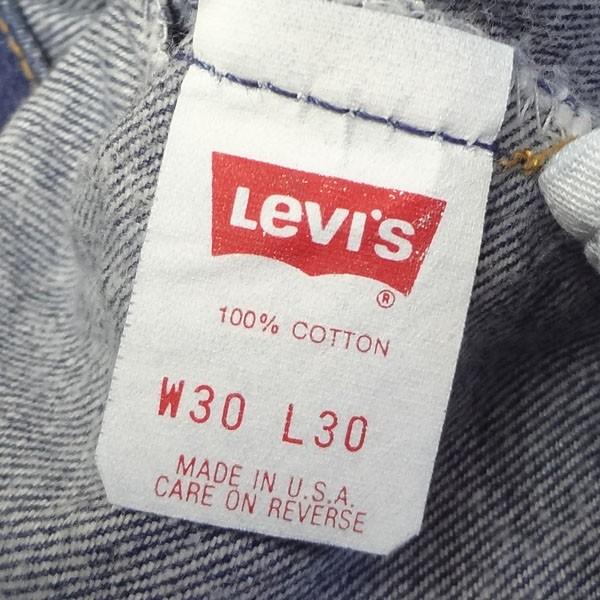 Levi's
®
100% COTTON
W30 L30
MADE IN U.S.A.
CARE ON REVERSE